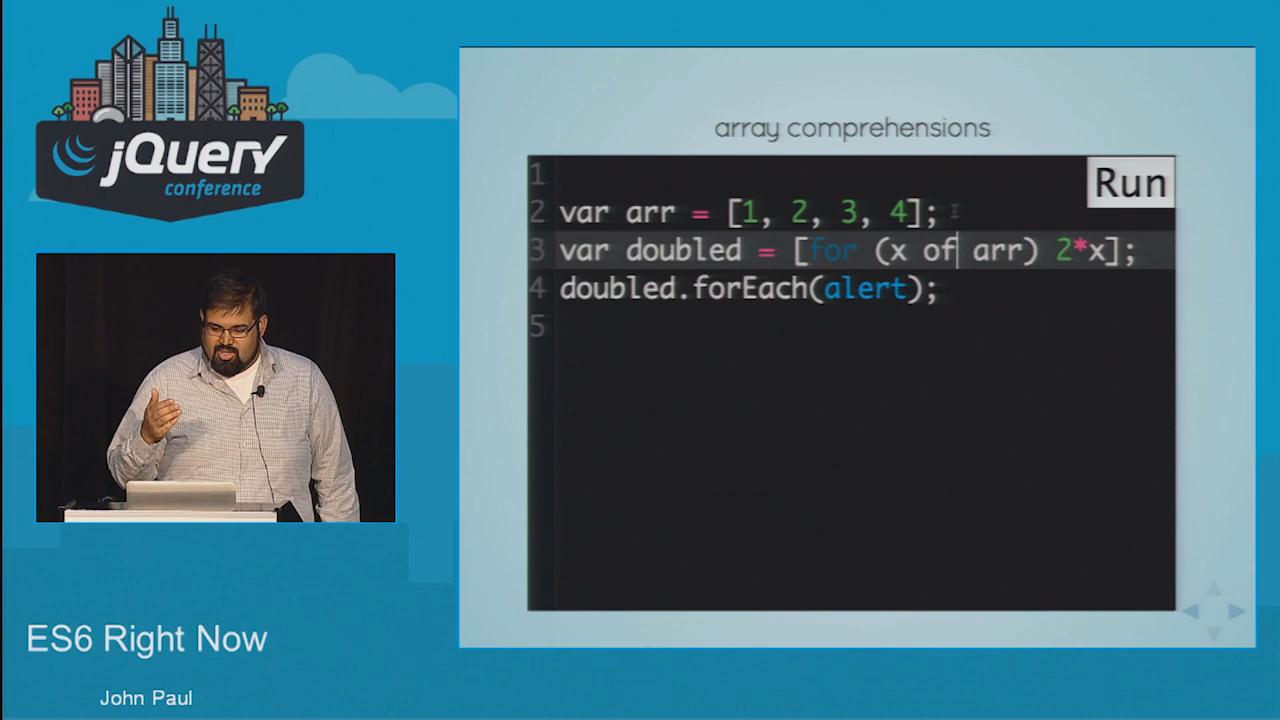 jQuery
conference
array comprehensions
Run
1
2 var arr = [1, 2, 3, 4];
3 var doubled = [for (x of arr) 2*x];
4 doubled.forEach(alert);
5
ES6 Right Now
John Paul